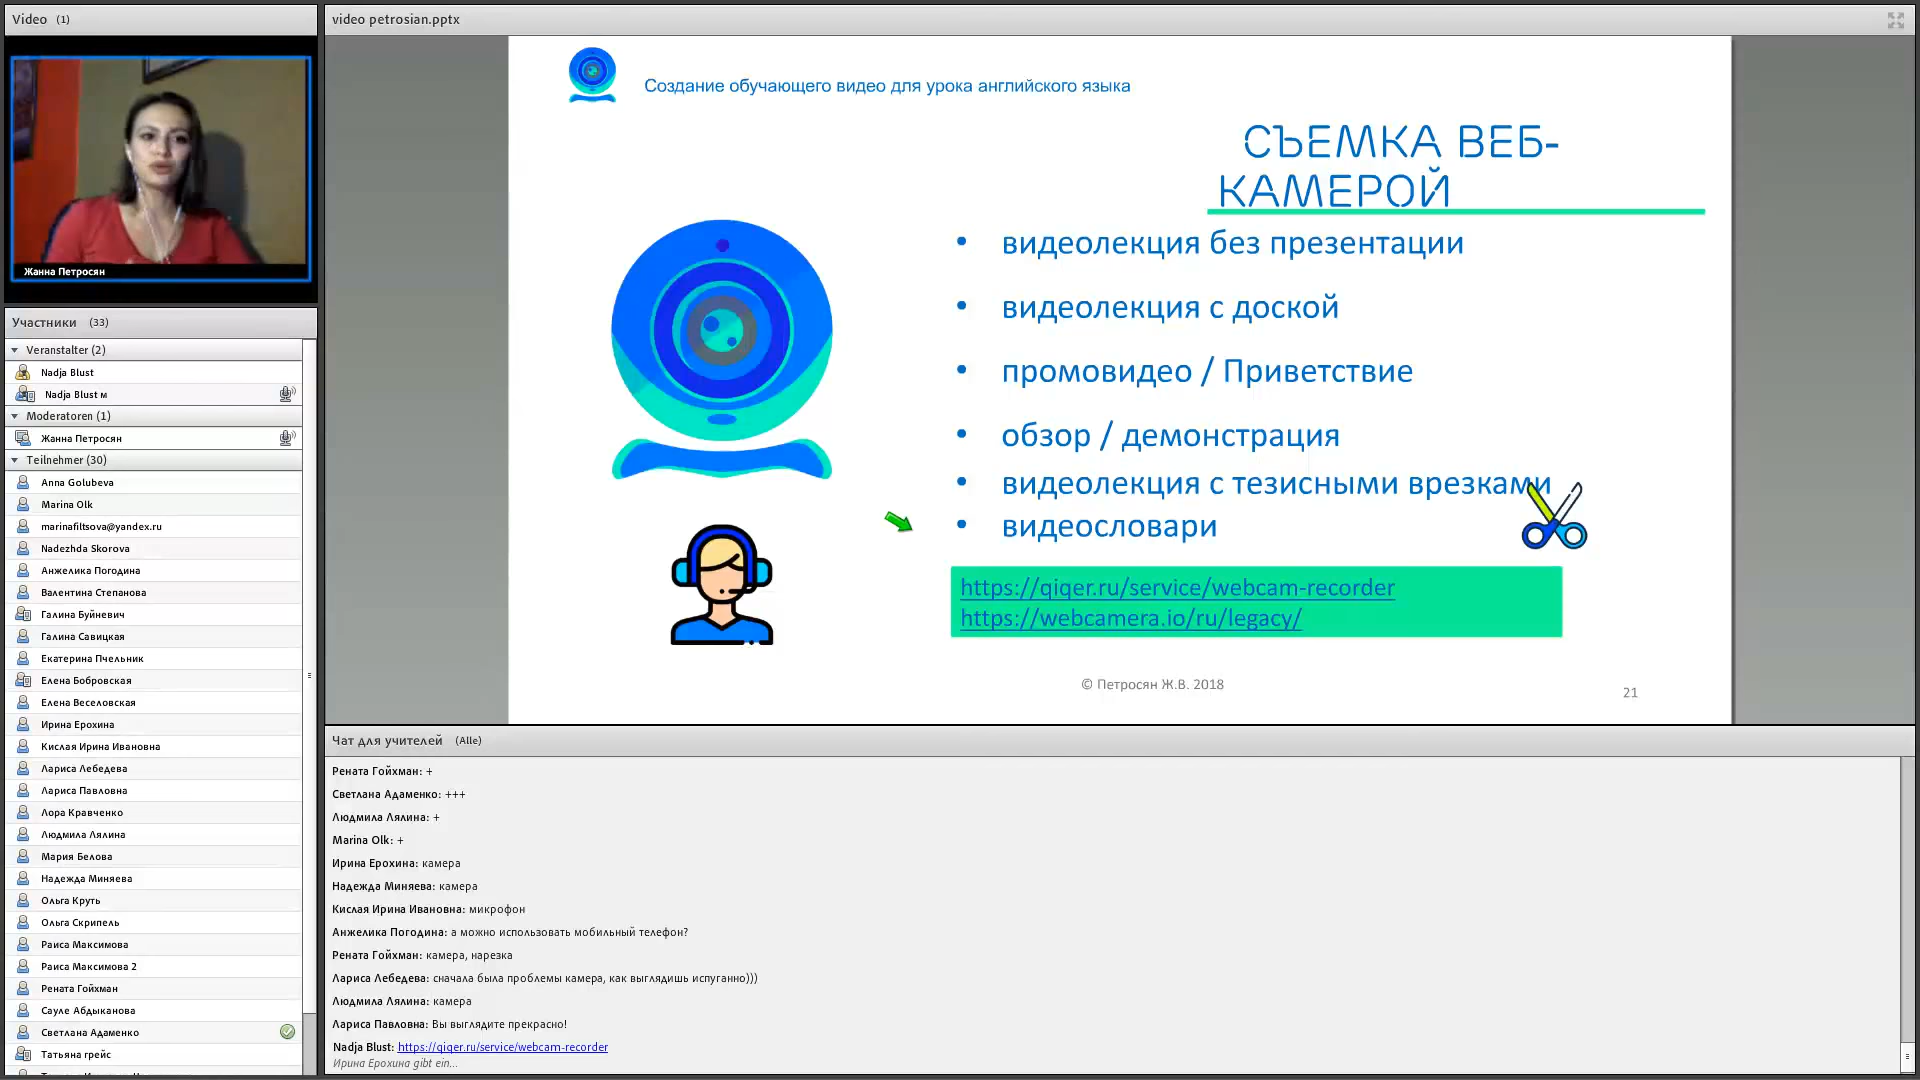 Video (1)
Жанна Петросян
Участники (33)
Veranstalter (2)
Nadja Blust
Nadja Blust м
Moderatoren (1)
Жанна Петросян
Teilnehmer (30)
Anna Golubeva
Marina Olk
marinafiltsova@yandex.ru
Nadezhda Skorova
Анжелика Погодина
Валентина Степанова
Галина Буйневич
Галина Савицкая
Екатерина Пчельник
Елена Бобровская
Елена Веселовская
Ирина Ерохина
Кислая Ирина Ивановна
Лариса Лебедева
Лариса Павловна
Лора Кравченко
Людмила Лялина
Мария Белова
Надежда Миняева
Ольга Круть
Ольга Скрипель
Раиса Максимова
Раиса Максимова 2
Рената Гойхман
Сауле Абдыканова
Светлана Адаменко
Татьяна грейс
video petrosian.pptx
Создание обучающего видео для урока английского языка
СЪЕМКА ВЕБ-
КАМЕРОЙ
• видеолекция без презентации
• видеолекция с доской
• промовидео / Приветствие
• обзор / демонстрация
• видеолекция с тезисными врезками
• видеословари
https://qiqer.ru/service/webcam-recorder
https://webcamera.io/ru/legacy/
© Петросян Ж.В. 2018
21
Чат для учителей (Alle)
Рената Гойхман: +
Светлана Адаменко: +++
Людмила Лялина: +
Marina Olk: +
Ирина Ерохина: камера
Надежда Миняева: камера
Кислая Ирина Ивановна: микрофон
Анжелика Погодина: а можно использовать мобильный телефон?
Рената Гойхман: камера, нарезка
Лариса Лебедева: сначала была проблемы камера, как выглядишь испуганно)))
Людмила Лялина: камера
Лариса Павловна: Вы выглядите прекрасно!
Nadja Blust: https://qiqer.ru/service/webcam-recorder
Ирина Ерохина gibt ein...